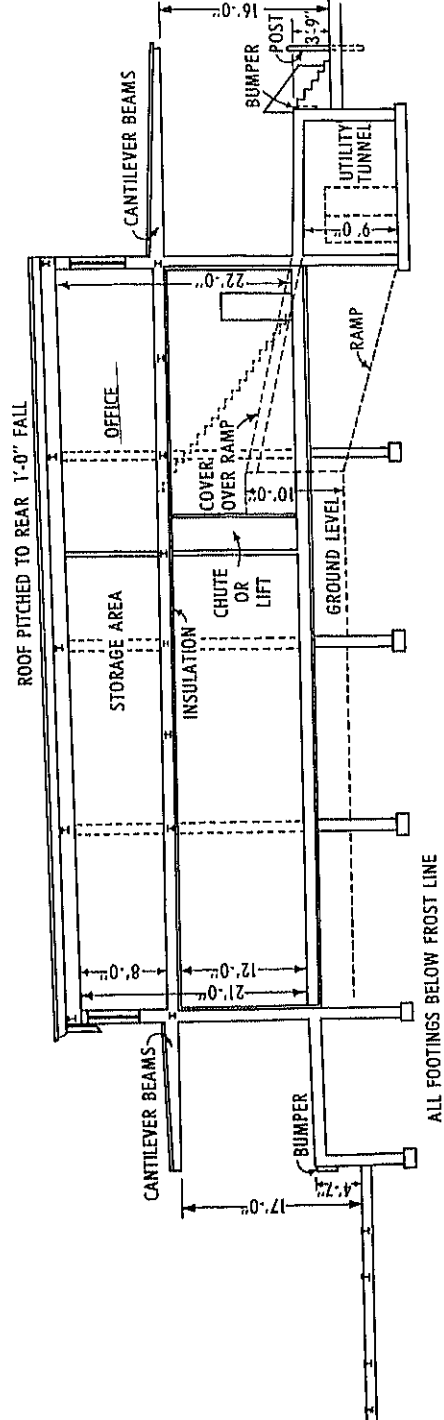 ROOF PITCHED TO REAR 1'-0" FALL
CANTILEVER BEAMS
16'-0"
BUMPER
POST
3'-9"
UTILITY
TUNNEL
9'-0"
RAMP
22'-0"
OFFICE
COVER
OVER RAMP
10'-0"
GROUND LEVEL
CHUTE
OR
LIFT
STORAGE AREA
INSULATION
8'-0"
21'-0"
12'-0"
CANTILEVER BEAMS
BUMPER
17'-0"
4'-7"
ALL FOOTINGS BELOW FROST LINE